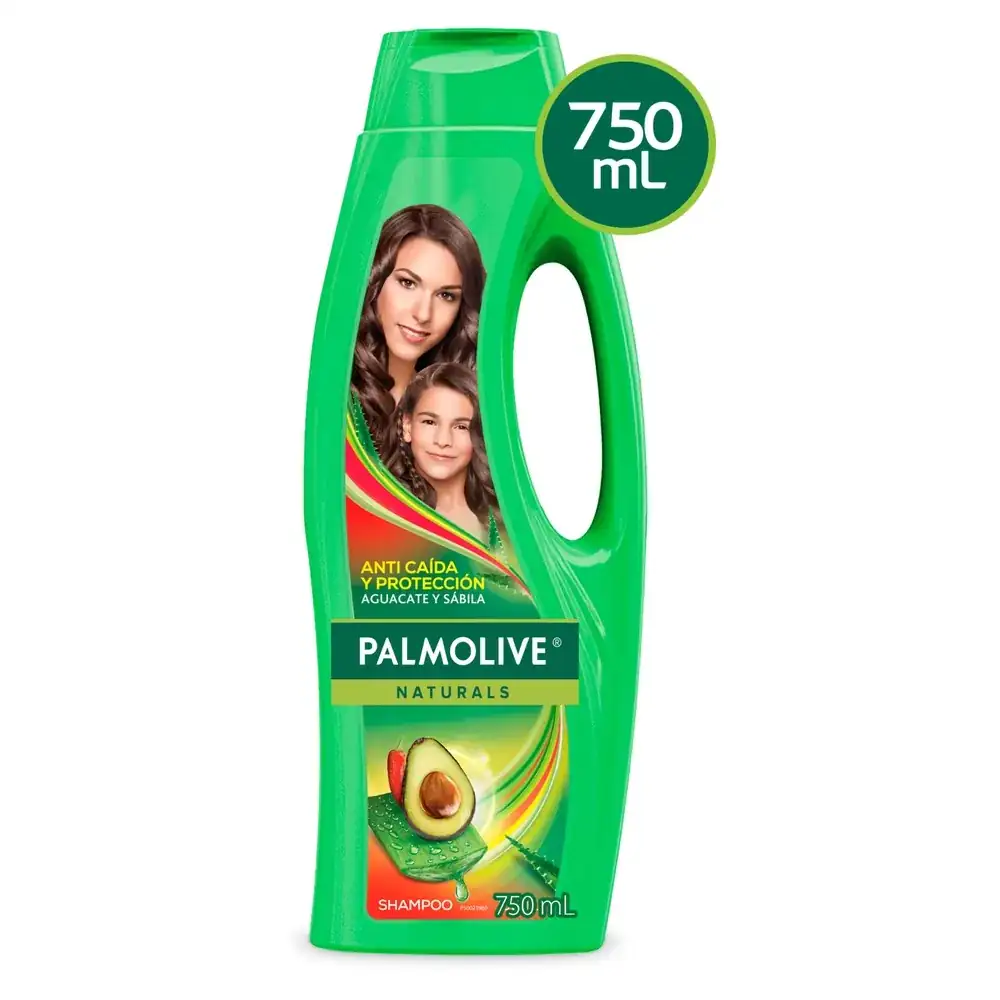 750
mL
ANTI CAÍDA
Y PROTECCIÓN
AGUACATE Y SÁBILA
PALMOLIVE®
NATURALS
SHAMPOO
750 mL